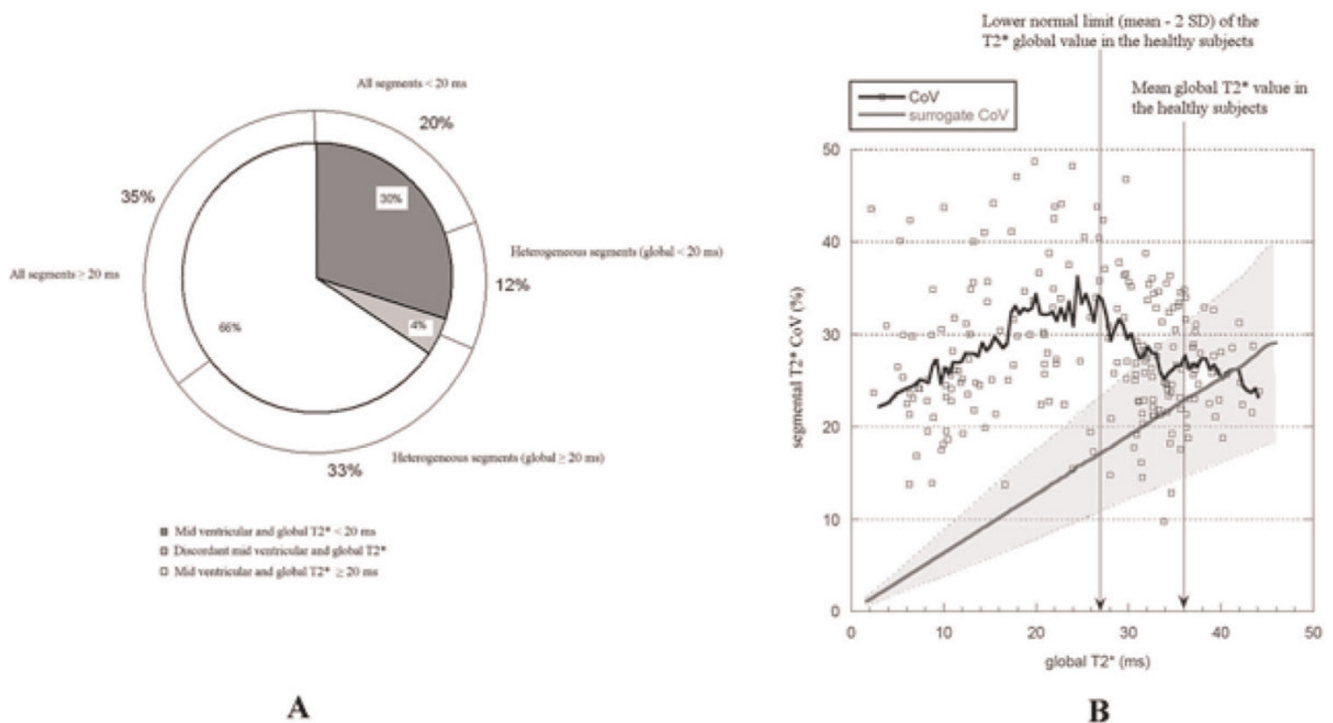 All segments < 20 ms
20%
30%
35%
Heterogeneous segments (global < 20 ms)
12%
All segments ≥ 20 ms
4%
66%
Heterogeneous segments (global ≥ 20 ms)
33%
Mid ventricular and global T2* < 20 ms
Discordant mid ventricular and global T2*
Mid ventricular and global T2* ≥ 20 ms
A
Lower normal limit (mean - 2 SD) of the
T2* global value in the healthy subjects
Mean global T2* value in
the healthy subjects
CoV
surrogate CoV
segmental T2* CoV (%)
50
40
30
20
10
0
0 10 20 30 40 50
global T2* (ms)
B